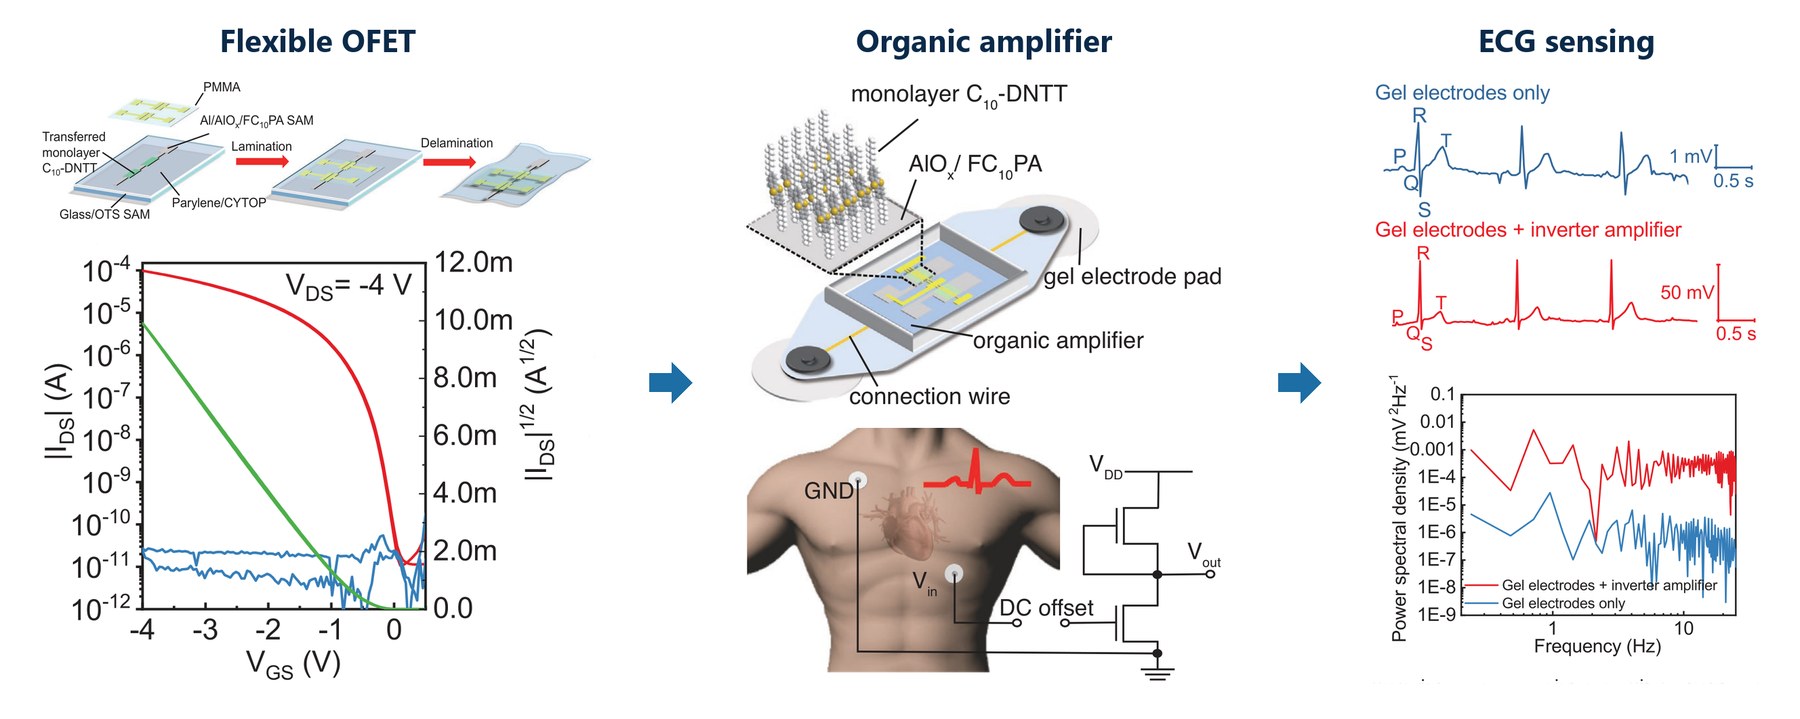 Flexible OFET
PMMA
Al/AlOx/FC10PA SAM
Transferred
monolayer
C10-DNTT
Lamination
Delamination
Parylene/CYTOP
Glass/OTS SAM
VDS= -4 V
|IDS| (A)
10-4
10-5
10-6
10-7
10-8
10-9
10-10
10-11
10-12
12.0m
10.0m
8.0m
6.0m
4.0m
2.0m
0.0
|IDS|1/2 (A1/2)
-4 -3 -2 -1 0
VGS (V)
Organic amplifier
monolayer C10-DNTT
AlOx/ FC10PA
gel electrode pad
organic amplifier
connection wire
GND
Vin
DC offset
VDD
Vout
ECG sensing
Gel electrodes only
R
P
T
Q
S
1 mV
0.5 s
Gel electrodes + inverter amplifier
R
P
T
Q
S
50 mV
0.5 s
Power spectral density (mV2Hz-1
0.1
0.01
0.001
1E-4
1E-5
1E-6
1E-7
1E-8
1E-9
Gel electrodes + inverter amplifier
Gel electrodes only
1 10
Frequency (Hz)